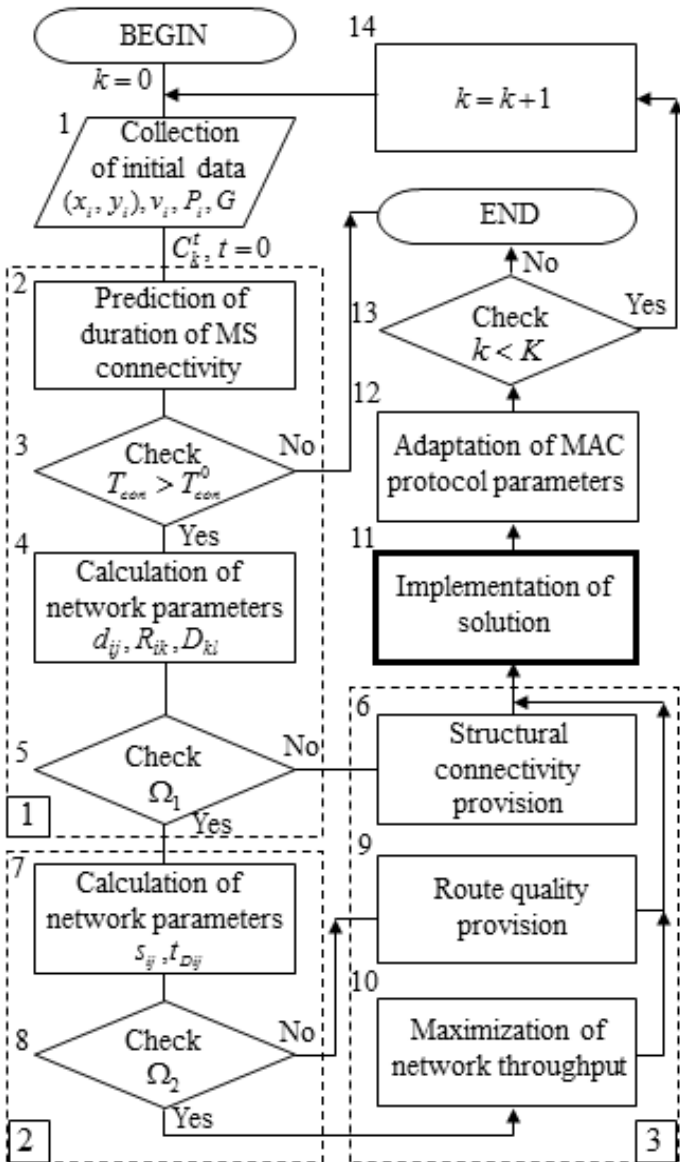 BEGIN
k = 0
1
Collection
of initial data
(x_i, y_i), v_i, P_i, G
C_k^t, t = 0
2
Prediction of
duration of MS
connectivity
3
Check
T_con > T_con^0
No
Yes
4
Calculation of
network parameters
d_ij, R_ik, D_kl
5
Check
Ω_1
No
Yes
1
7
Calculation of
network parameters
s_ij, t_Dij
8
Check
Ω_2
No
Yes
2
14
k = k + 1
END
No
13
Check
k < K
Yes
12
Adaptation of MAC
protocol parameters
11
Implementation of
solution
6
Structural
connectivity
provision
9
Route quality
provision
10
Maximization of
network throughput
3